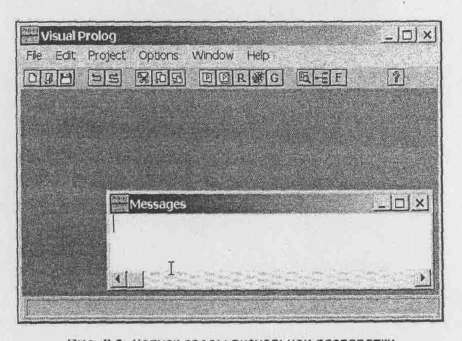 Visual Prolog
File Edit Project Options Window Help
R G F ?
Messages